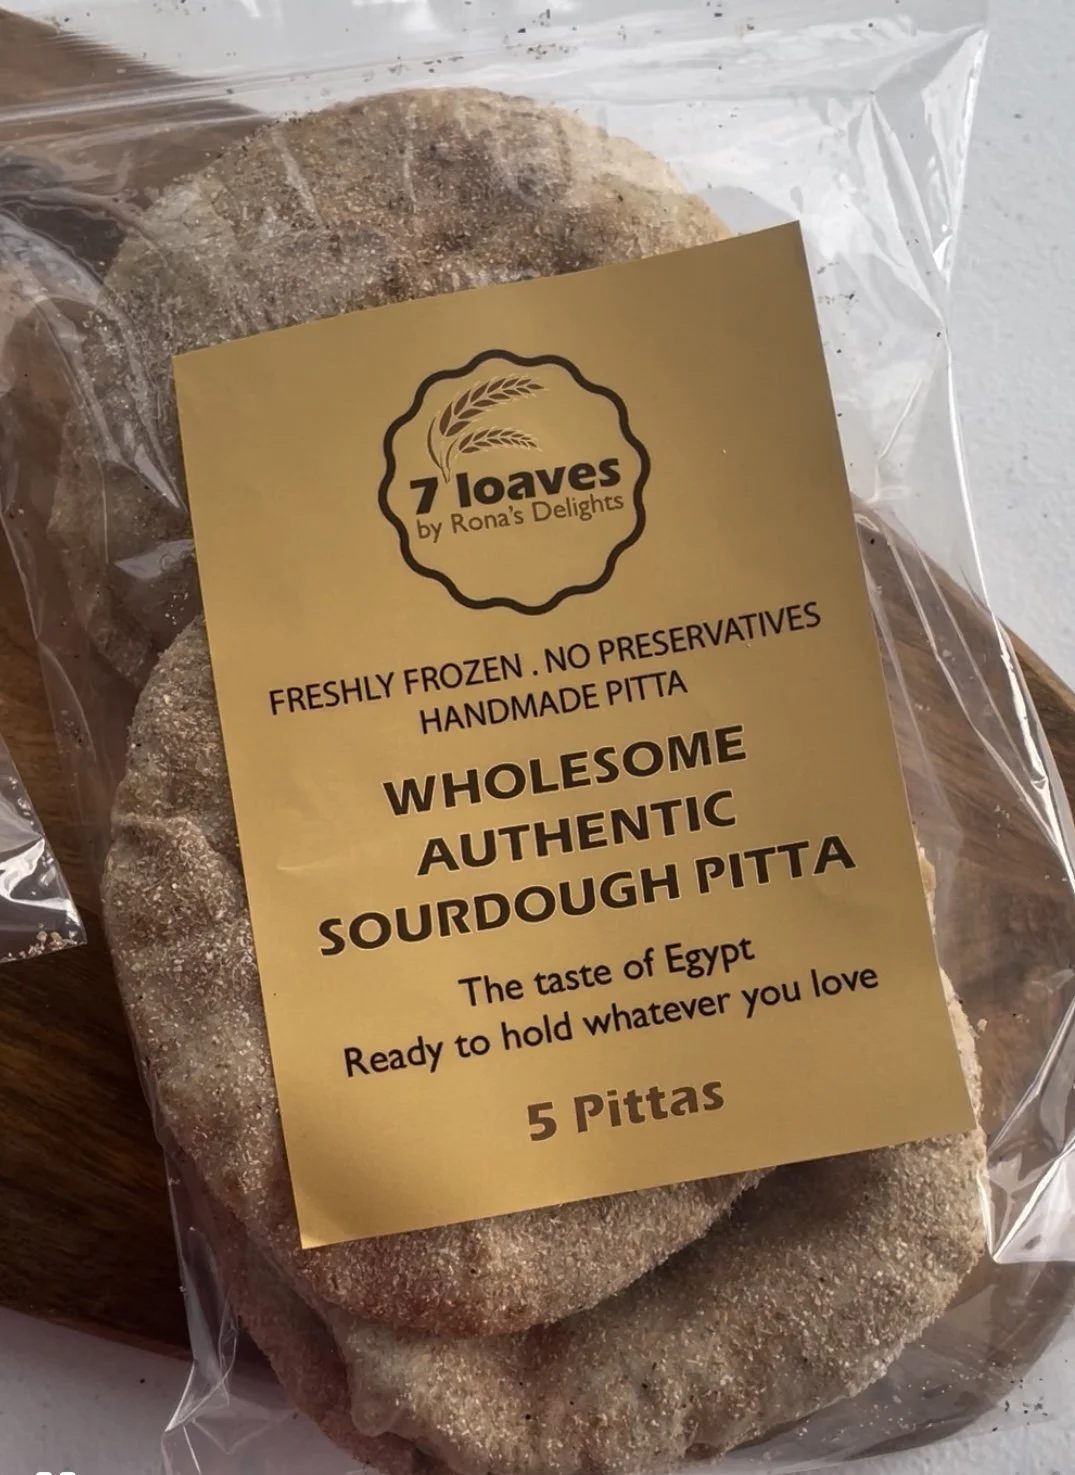 7 loaves
by Rona's Delights
FRESHLY FROZEN . NO PRESERVATIVES
HANDMADE PITTA
WHOLESOME
AUTHENTIC
SOURDOUGH PITTA
The taste of Egypt
Ready to hold whatever you love
5 Pittas